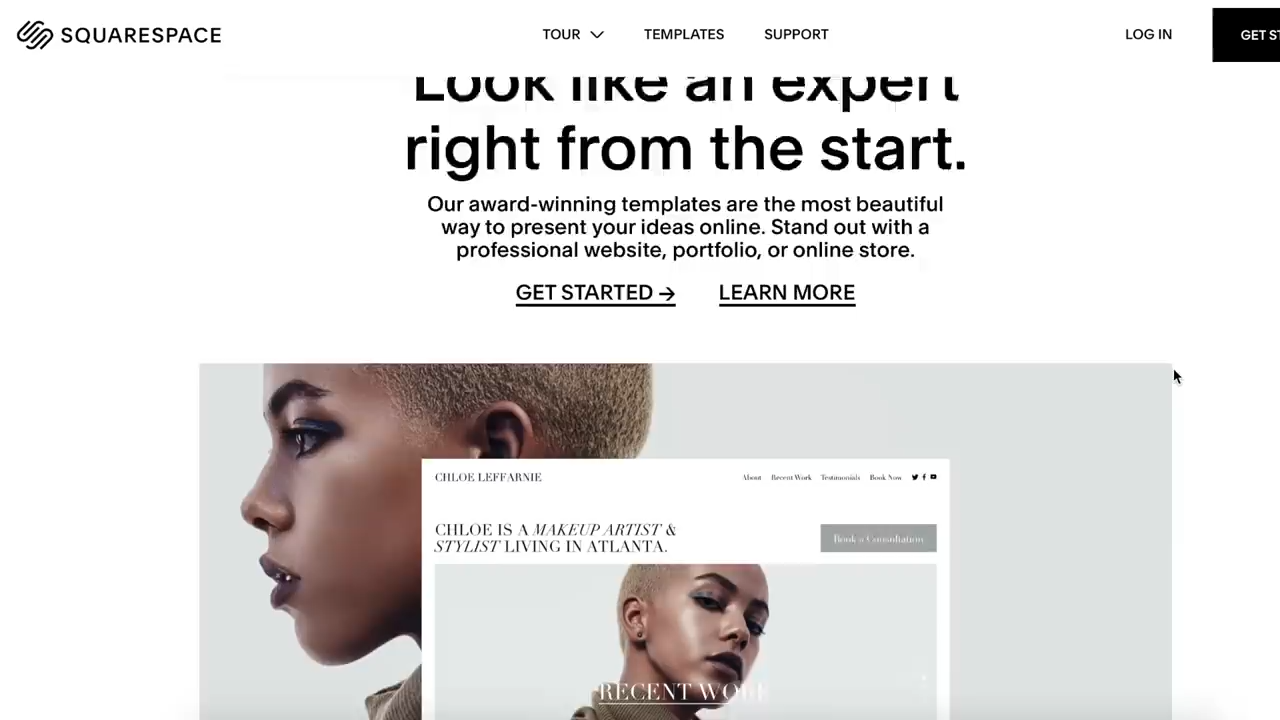 SQUARESPACE
TOUR
TEMPLATES
SUPPORT
LOG IN
GET ST
Look like an expert
right from the start.
Our award-winning templates are the most beautiful
way to present your ideas online. Stand out with a
professional website, portfolio, or online store.
GET STARTED →
LEARN MORE
CHLOE LEFFARNIE
About
Recent Work
Testimonials
Book Now
CHLOE IS A MAKEUP ARTIST &
STYLIST LIVING IN ATLANTA.
Book a Consultation
RECENT WORK